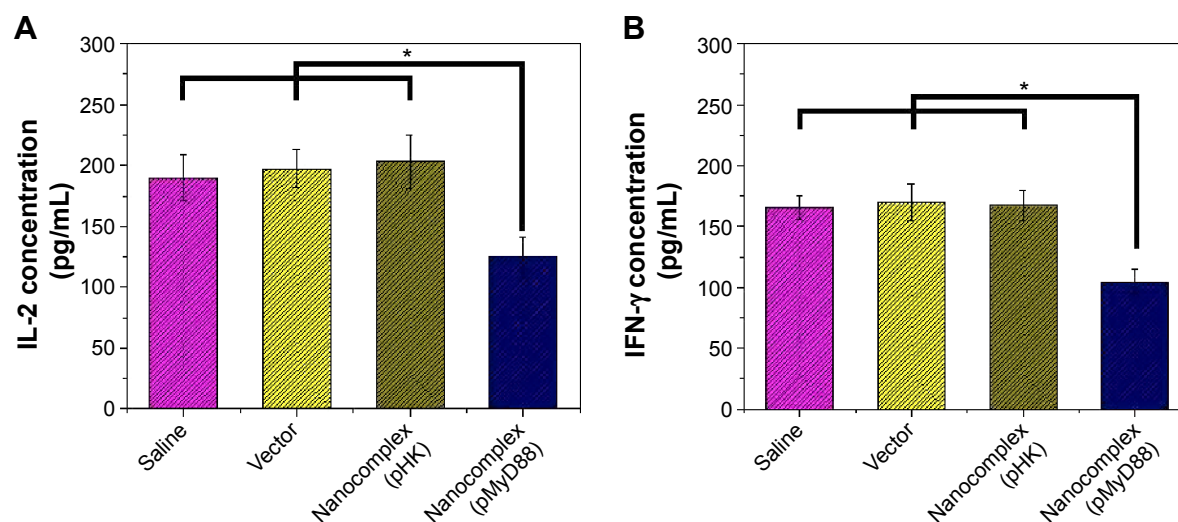 A
IL-2 concentration
(pg/mL)
300
250
200
150
100
50
0
*
Saline
Vector
Nanocomplex
(pHK)
Nanocomplex
(pMyD88)
B
IFN-γ concentration
(pg/mL)
300
250
200
150
100
50
0
*
Saline
Vector
Nanocomplex
(pHK)
Nanocomplex
(pMyD88)